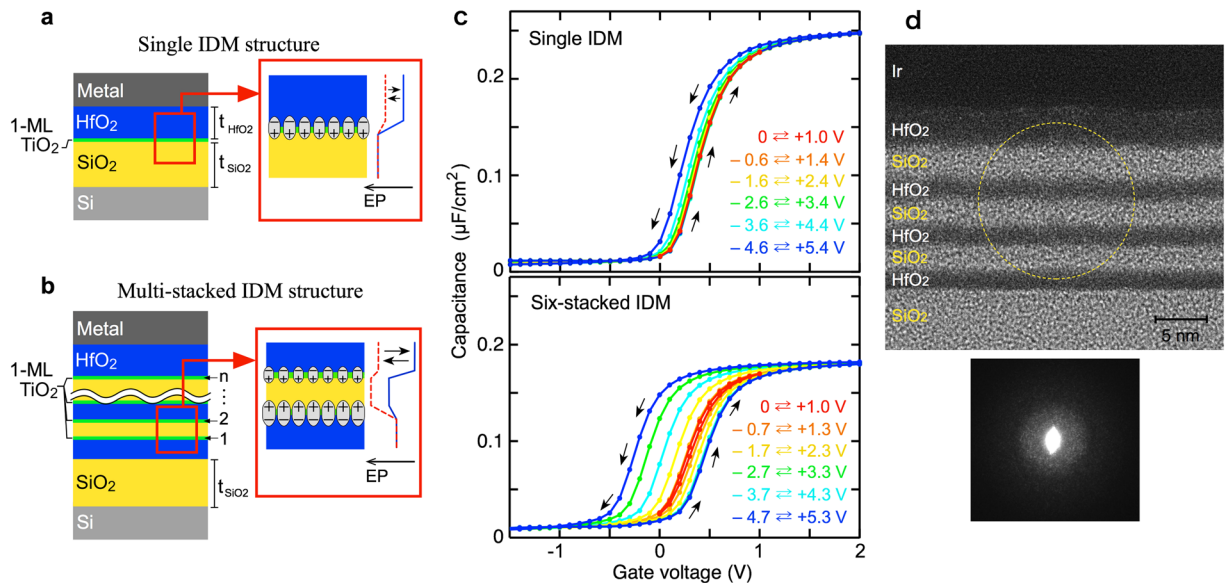 a
Single IDM structure
Metal
HfO₂
1-ML
TiO₂
SiO₂
Si
t HfO2
t SiO2
+ + + + + + +
EP
b
Multi-stacked IDM structure
Metal
HfO₂
1-ML
TiO₂
n
⋮
2
1
SiO₂
Si
t SiO2
+ + + + + + +
+ + + + + + +
EP
c
Capacitance (µF/cm²)
Single IDM
0.2
0.1
0
0 ⇄ +1.0 V
– 0.6 ⇄ +1.4 V
– 1.6 ⇄ +2.4 V
– 2.6 ⇄ +3.4 V
– 3.6 ⇄ +4.4 V
– 4.6 ⇄ +5.4 V
Six-stacked IDM
0.2
0.1
0
0 ⇄ +1.0 V
– 0.7 ⇄ +1.3 V
– 1.7 ⇄ +2.3 V
– 2.7 ⇄ +3.3 V
– 3.7 ⇄ +4.3 V
– 4.7 ⇄ +5.3 V
-1 0 1 2
Gate voltage (V)
d
Ir
HfO₂
SiO₂
HfO₂
SiO₂
HfO₂
SiO₂
HfO₂
SiO₂
5 nm